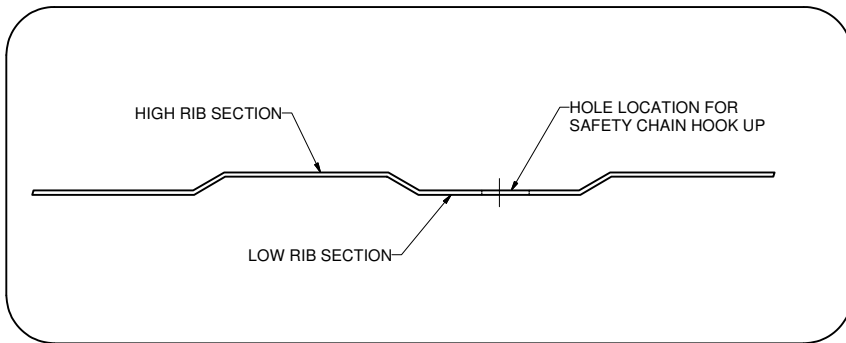 HIGH RIB SECTION
HOLE LOCATION FOR
SAFETY CHAIN HOOK UP
LOW RIB SECTION